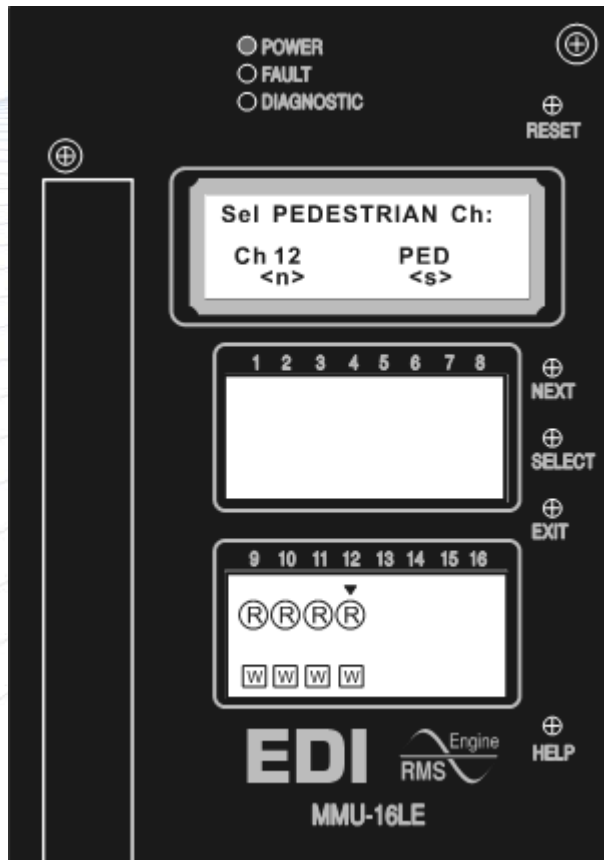 POWER
FAULT
DIAGNOSTIC
RESET
Sel PEDESTRIAN Ch:
Ch 12 PED
<n> <s>
1 2 3 4 5 6 7 8
NEXT
SELECT
EXIT
9 10 11 12 13 14 15 16
R R R R
W W W W
EDI
Engine
RMS
HELP
MMU-16LE